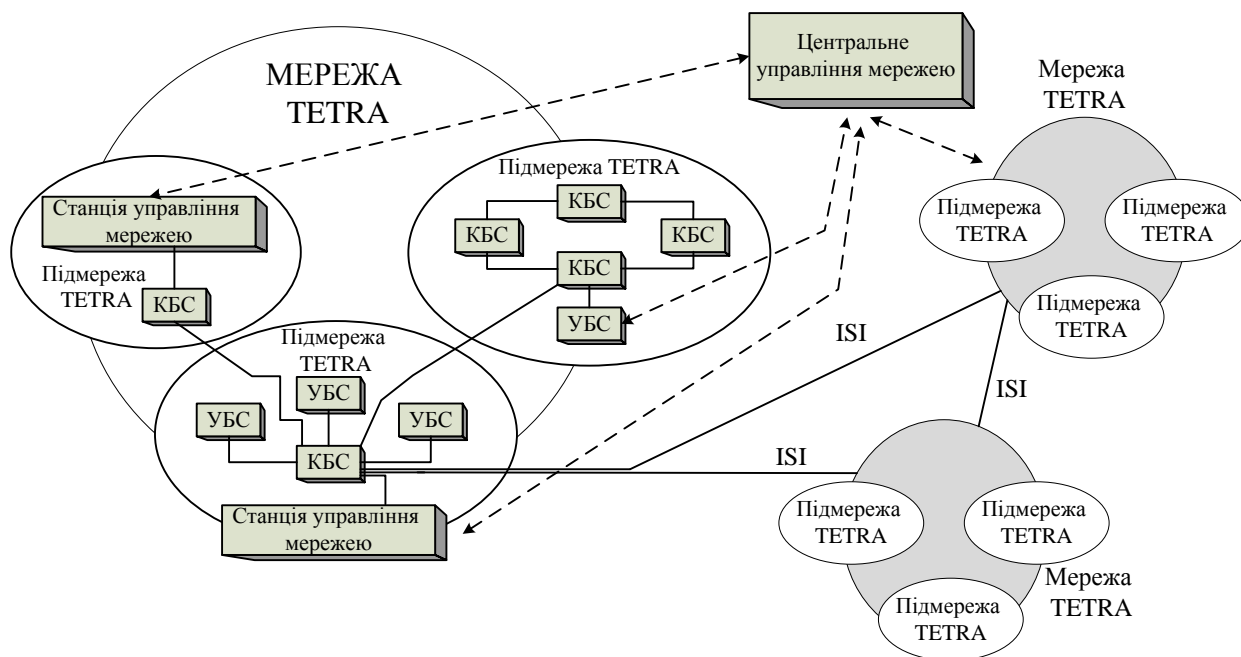 МЕРЕЖА
TETRA
Центральне
управління мережею
Мережа
TETRA
Підмережа TETRA
КБС
КБС
КБС
КБС
УБС
Станція управління
мережею
Підмережа
TETRA
КБС
Підмережа
TETRA
Підмережа
TETRA
Підмережа
TETRA
ISI
ISI
ISI
Підмережа
TETRA
УБС
УБС
УБС
КБС
Станція управління
мережею
Підмережа
TETRA
Підмережа
TETRA
Підмережа
TETRA
Мережа
TETRA